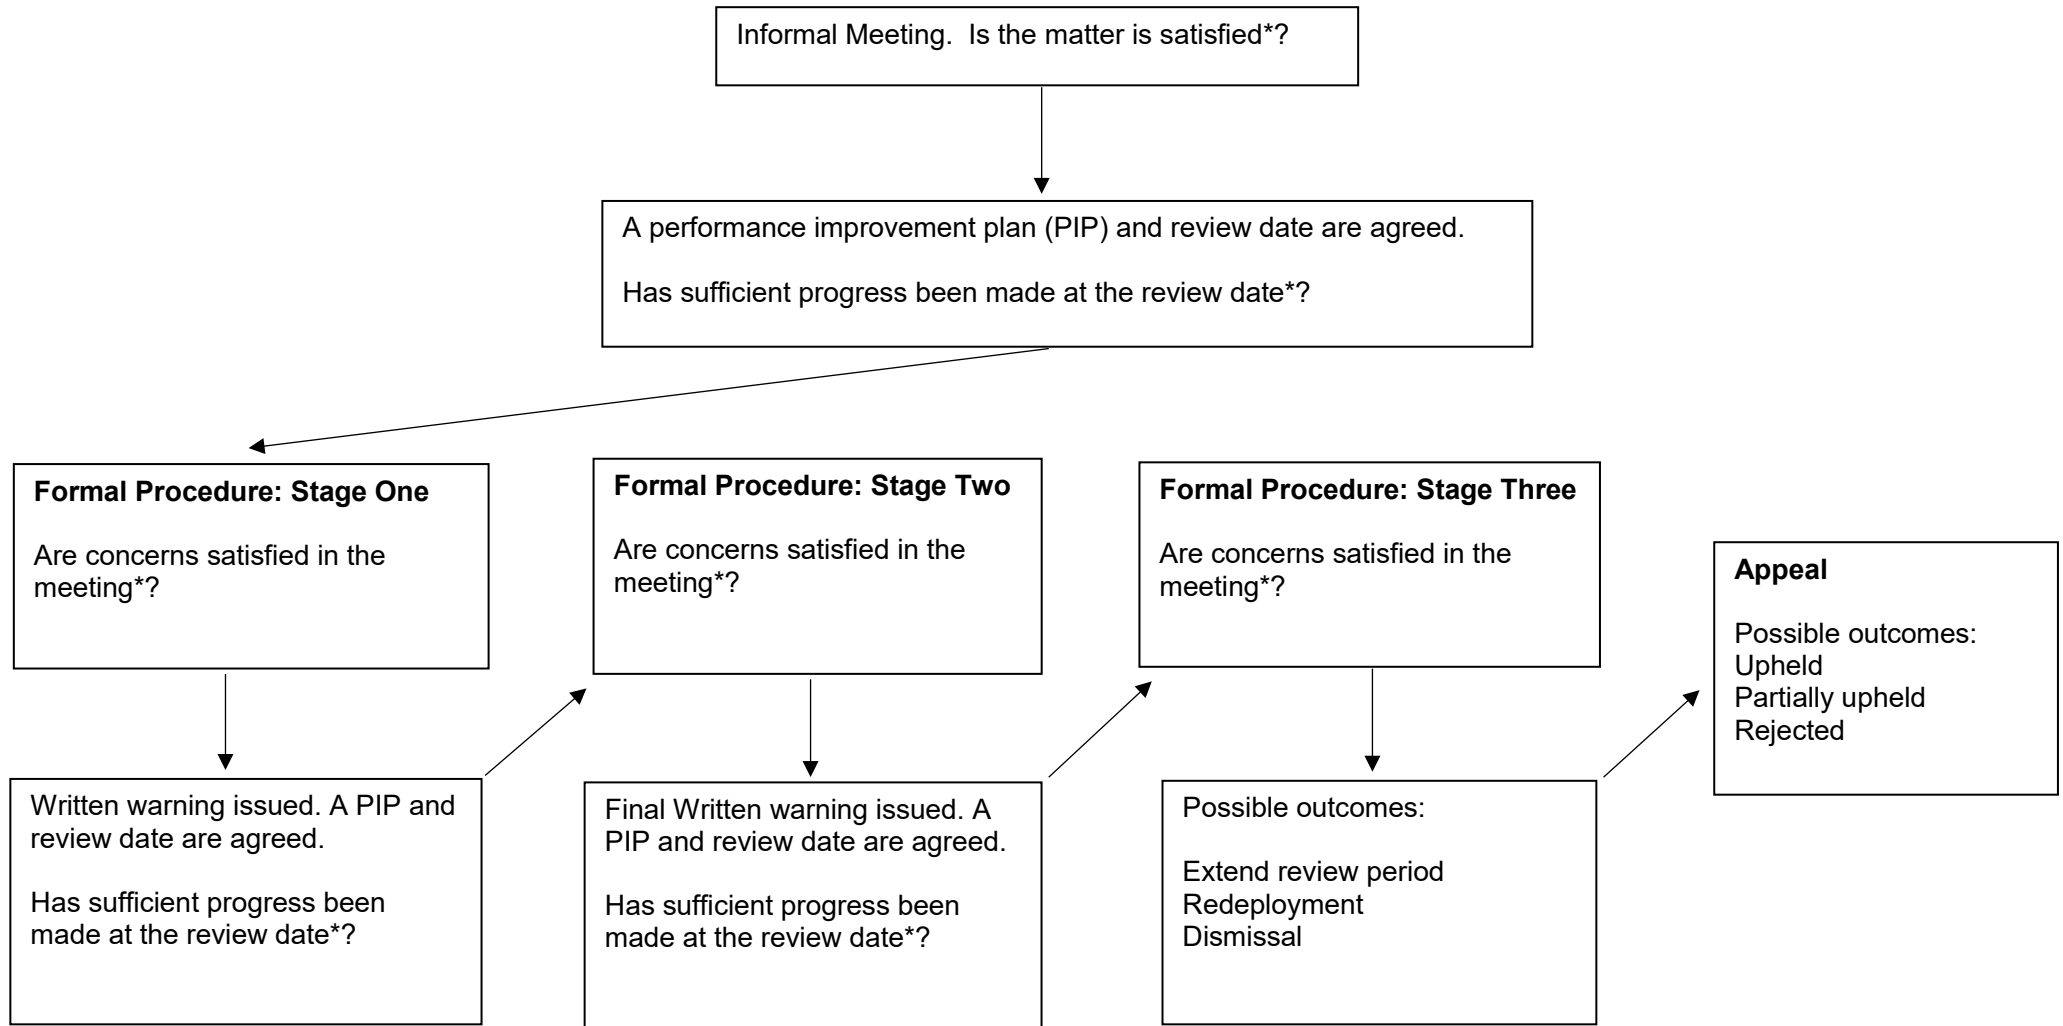 Informal Meeting.  Is the matter is satisfied*?
A performance improvement plan (PIP) and review date are agreed.
Has sufficient progress been made at the review date*?
Formal Procedure: Stage One
Are concerns satisfied in the
meeting*?
Written warning issued. A PIP and
review date are agreed.
Has sufficient progress been
made at the review date*?
Formal Procedure: Stage Two
Are concerns satisfied in the
meeting*?
Final Written warning issued. A
PIP and review date are agreed.
Has sufficient progress been
made at the review date*?
Formal Procedure: Stage Three
Are concerns satisfied in the
meeting*?
Possible outcomes:
Extend review period
Redeployment
Dismissal
Appeal
Possible outcomes:
Upheld
Partially upheld
Rejected